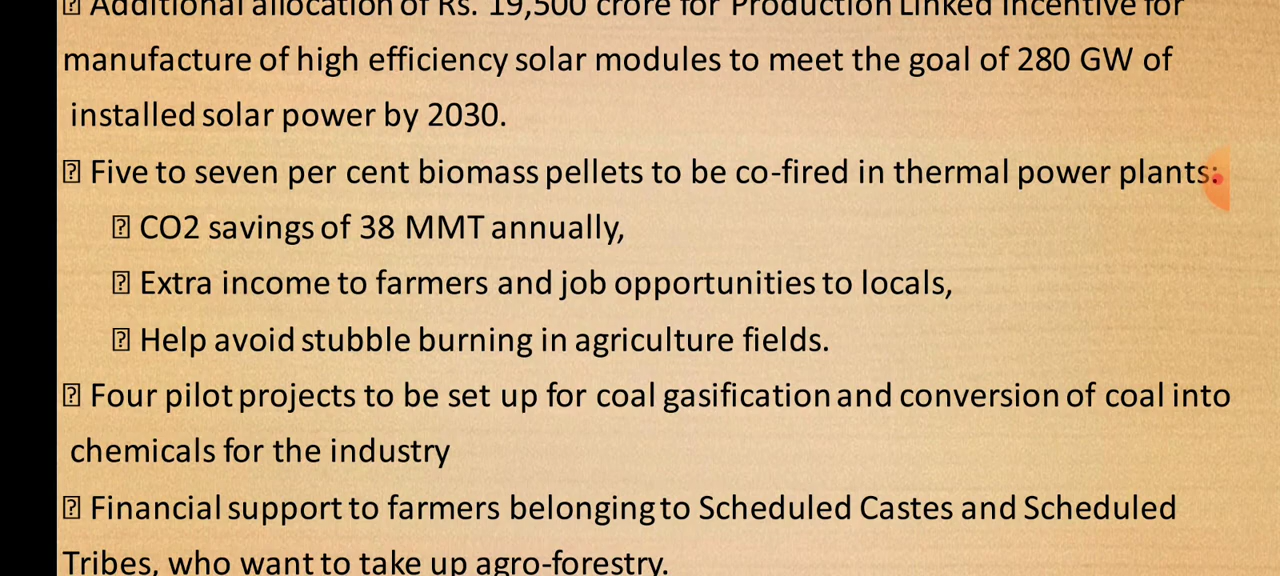 ⍰ Additional allocation of Rs. 19,500 crore for Production Linked Incentive for
manufacture of high efficiency solar modules to meet the goal of 280 GW of
installed solar power by 2030.
⍰ Five to seven per cent biomass pellets to be co-fired in thermal power plants:
⍰ CO2 savings of 38 MMT annually,
⍰ Extra income to farmers and job opportunities to locals,
⍰ Help avoid stubble burning in agriculture fields.
⍰ Four pilot projects to be set up for coal gasification and conversion of coal into
chemicals for the industry
⍰ Financial support to farmers belonging to Scheduled Castes and Scheduled
Tribes, who want to take up agro-forestry.